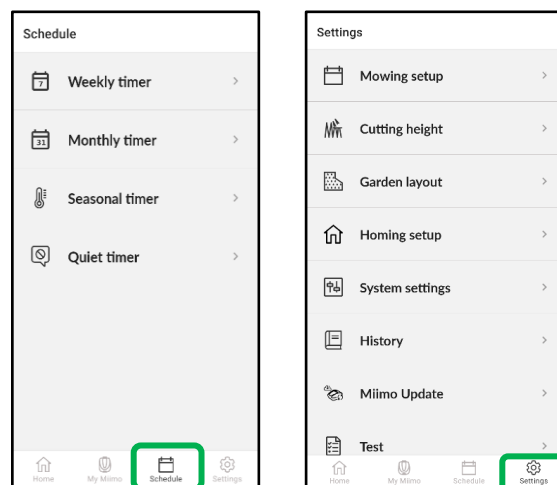 Schedule
7
Weekly timer
31
Monthly timer
Seasonal timer
Quiet timer
Home
My Miimo
Schedule
Settings
Settings
Mowing setup
Cutting height
Garden layout
Homing setup
System settings
History
Miimo Update
Test
Home
My Miimo
Schedule
Settings